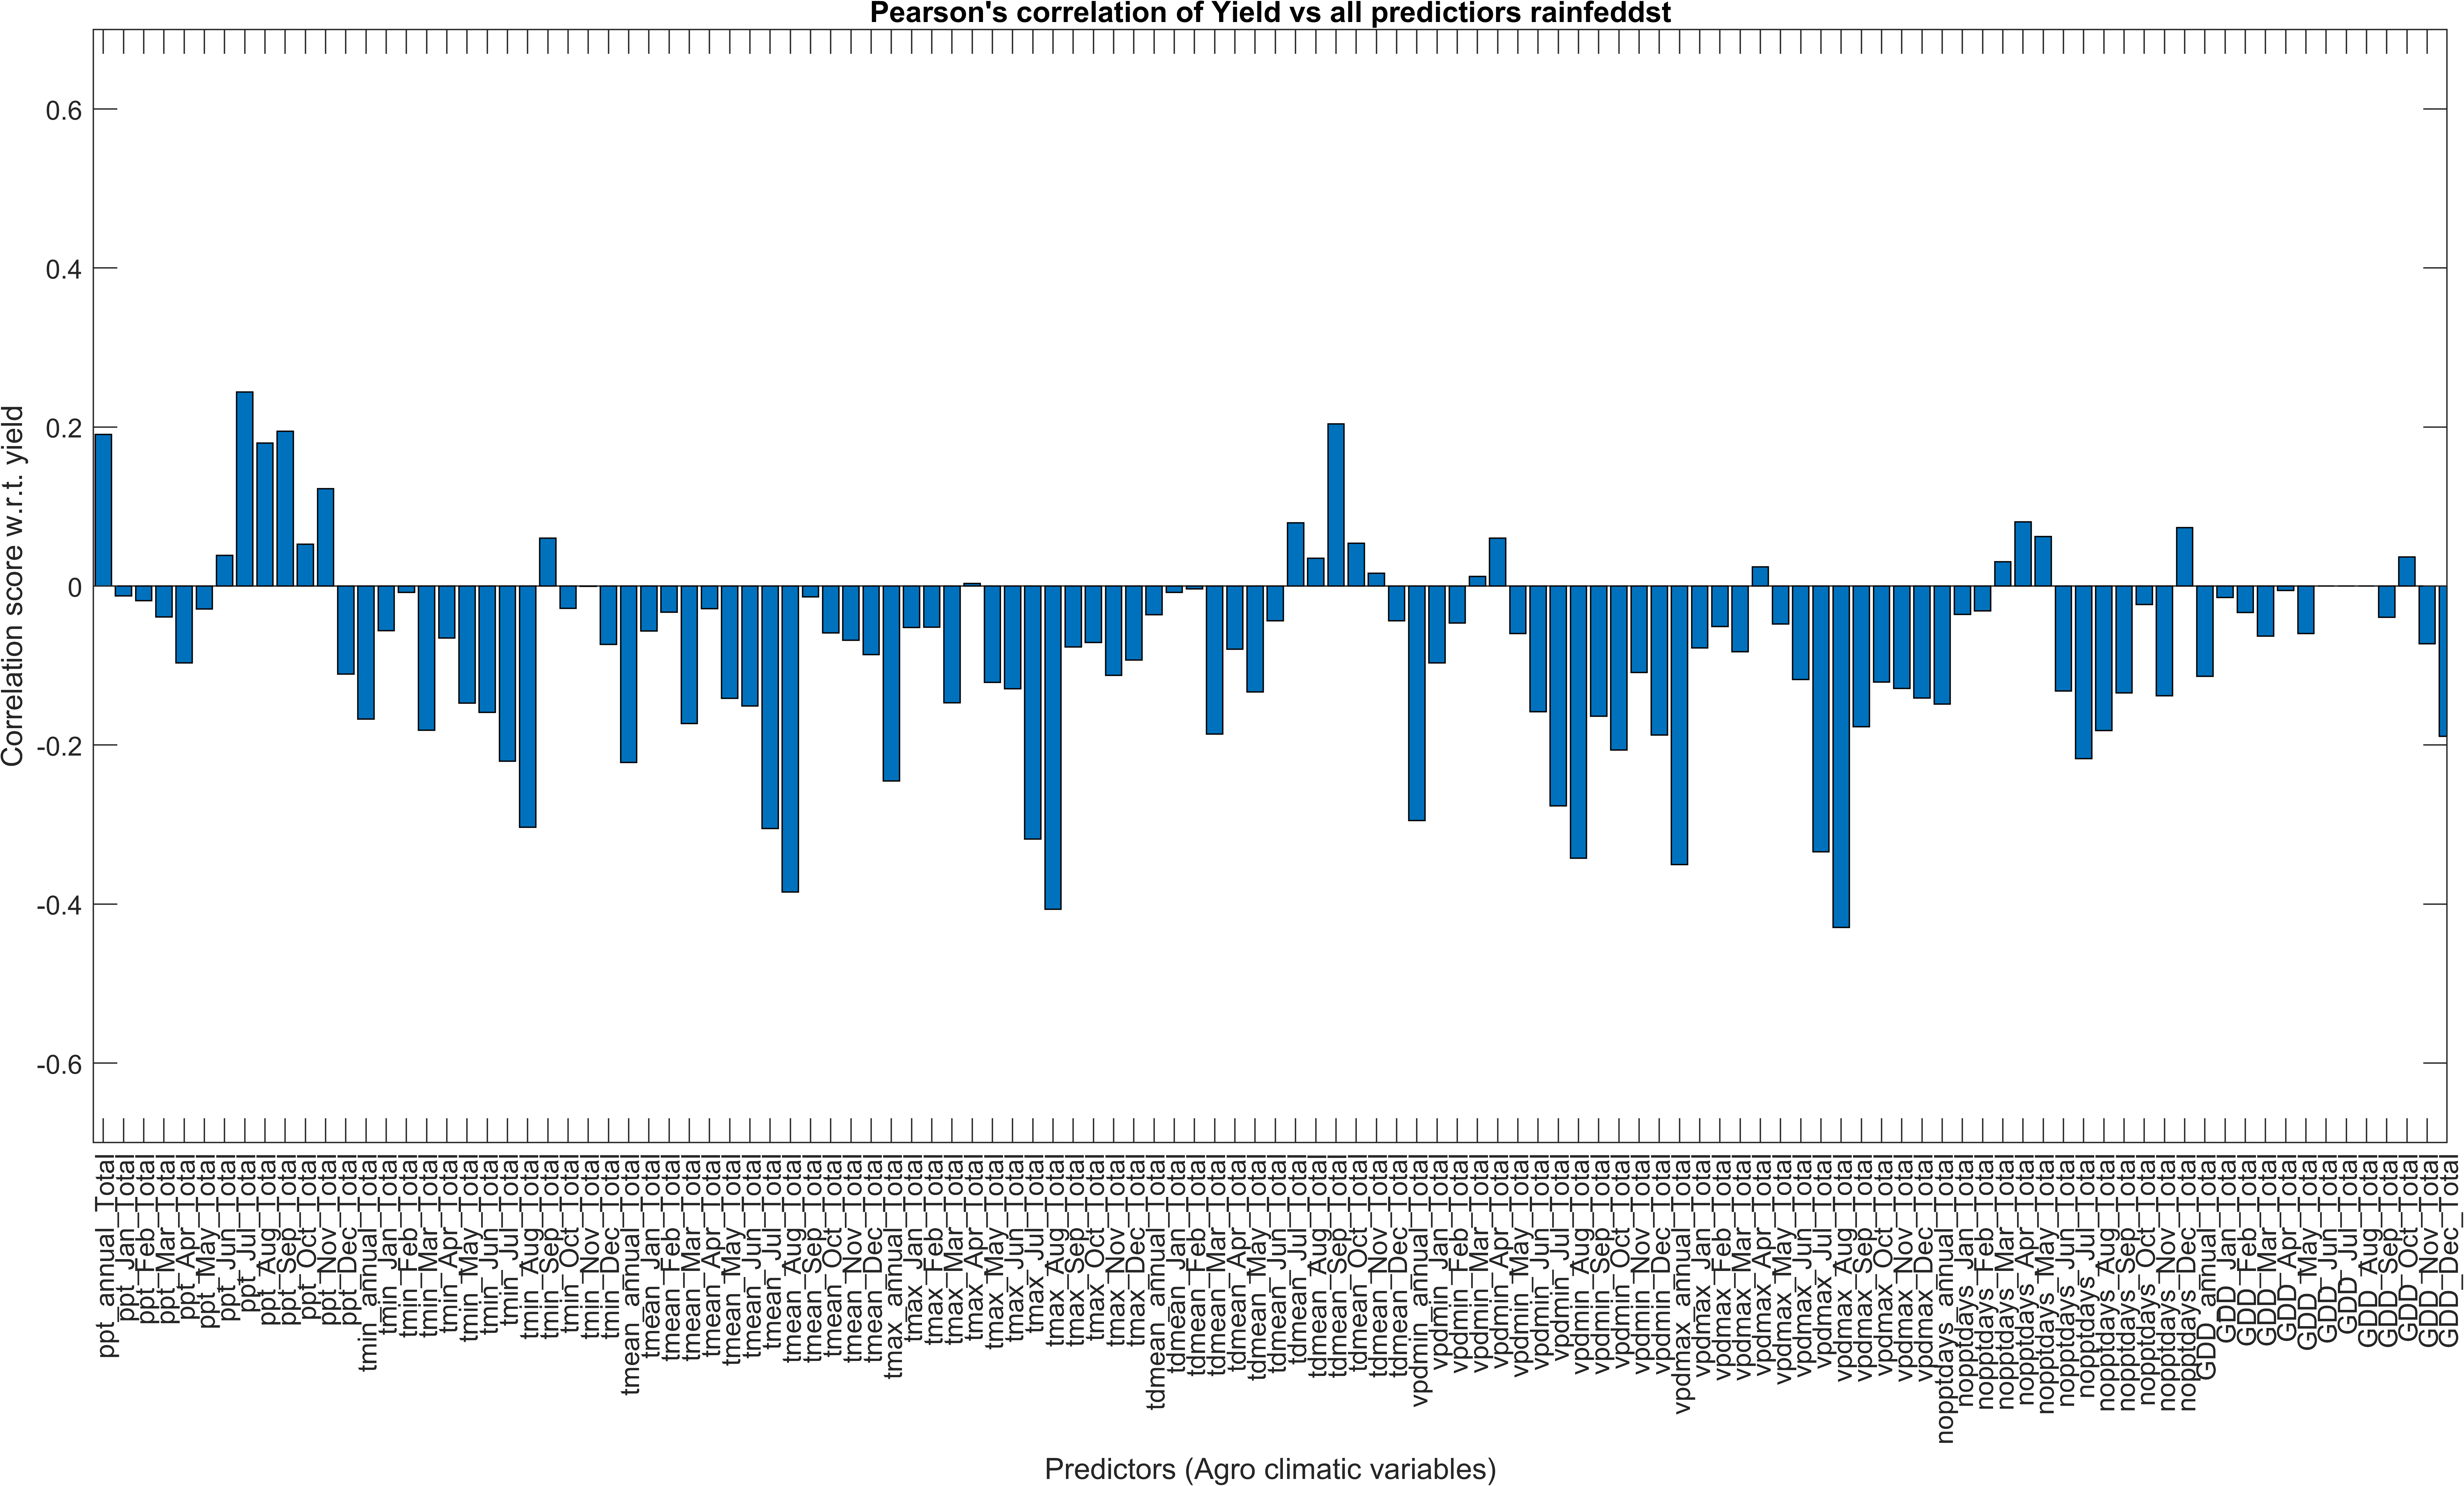 Pearson's correlation of Yield vs all predictiors rainfeddst
Correlation score w.r.t. yield
0.6
0.4
0.2
0
-0.2
-0.4
-0.6
ppt_annual_Total
ppt_Jan_Total
ppt_Feb_Total
ppt_Mar_Total
ppt_Apr_Total
ppt_May_Total
ppt_Jun_Total
ppt_Jul_Total
ppt_Aug_Total
ppt_Sep_Total
ppt_Oct_Total
ppt_Nov_Total
ppt_Dec_Total
tmin_annual_Total
tmin_Jan_Total
tmin_Feb_Total
tmin_Mar_Total
tmin_Apr_Total
tmin_May_Total
tmin_Jun_Total
tmin_Jul_Total
tmin_Aug_Total
tmin_Sep_Total
tmin_Oct_Total
tmin_Nov_Total
tmin_Dec_Total
tmean_annual_Total
tmean_Jan_Total
tmean_Feb_Total
tmean_Mar_Total
tmean_Apr_Total
tmean_May_Total
tmean_Jun_Total
tmean_Jul_Total
tmean_Aug_Total
tmean_Sep_Total
tmean_Oct_Total
tmean_Nov_Total
tmean_Dec_Total
tmax_annual_Total
tmax_Jan_Total
tmax_Feb_Total
tmax_Mar_Total
tmax_Apr_Total
tmax_May_Total
tmax_Jun_Total
tmax_Jul_Total
tmax_Aug_Total
tmax_Sep_Total
tmax_Oct_Total
tmax_Nov_Total
tmax_Dec_Total
tdmean_annual_Total
tdmean_Jan_Total
tdmean_Feb_Total
tdmean_Mar_Total
tdmean_Apr_Total
tdmean_May_Total
tdmean_Jun_Total
tdmean_Jul_Total
tdmean_Aug_Total
tdmean_Sep_Total
tdmean_Oct_Total
tdmean_Nov_Total
tdmean_Dec_Total
vpdmin_annual_Total
vpdmin_Jan_Total
vpdmin_Feb_Total
vpdmin_Mar_Total
vpdmin_Apr_Total
vpdmin_May_Total
vpdmin_Jun_Total
vpdmin_Jul_Total
vpdmin_Aug_Total
vpdmin_Sep_Total
vpdmin_Oct_Total
vpdmin_Nov_Total
vpdmin_Dec_Total
vpdmax_annual_Total
vpdmax_Jan_Total
vpdmax_Feb_Total
vpdmax_Mar_Total
vpdmax_Apr_Total
vpdmax_May_Total
vpdmax_Jun_Total
vpdmax_Jul_Total
vpdmax_Aug_Total
vpdmax_Sep_Total
vpdmax_Oct_Total
vpdmax_Nov_Total
vpdmax_Dec_Total
nopptdays_annual_Total
nopptdays_Jan_Total
nopptdays_Feb_Total
nopptdays_Mar_Total
nopptdays_Apr_Total
nopptdays_May_Total
nopptdays_Jun_Total
nopptdays_Jul_Total
nopptdays_Aug_Total
nopptdays_Sep_Total
nopptdays_Oct_Total
nopptdays_Nov_Total
nopptdays_Dec_Total
GDD_annual_Total
GDD_Jan_Total
GDD_Feb_Total
GDD_Mar_Total
GDD_Apr_Total
GDD_May_Total
GDD_Jun_Total
GDD_Jul_Total
GDD_Aug_Total
GDD_Sep_Total
GDD_Oct_Total
GDD_Nov_Total
GDD_Dec_Total
Predictors (Agro climatic variables)